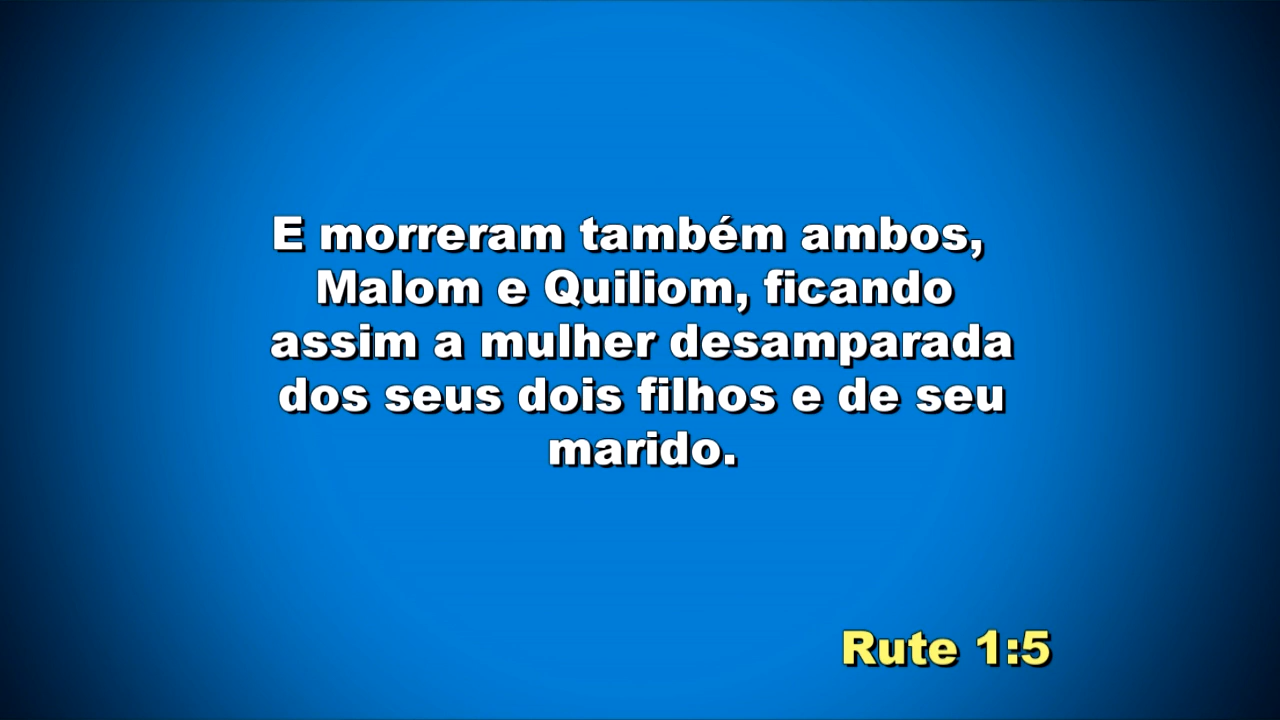 E morreram também ambos,
Malom e Quiliom, ficando
assim a mulher desamparada
dos seus dois filhos e de seu
marido.
Rute 1:5